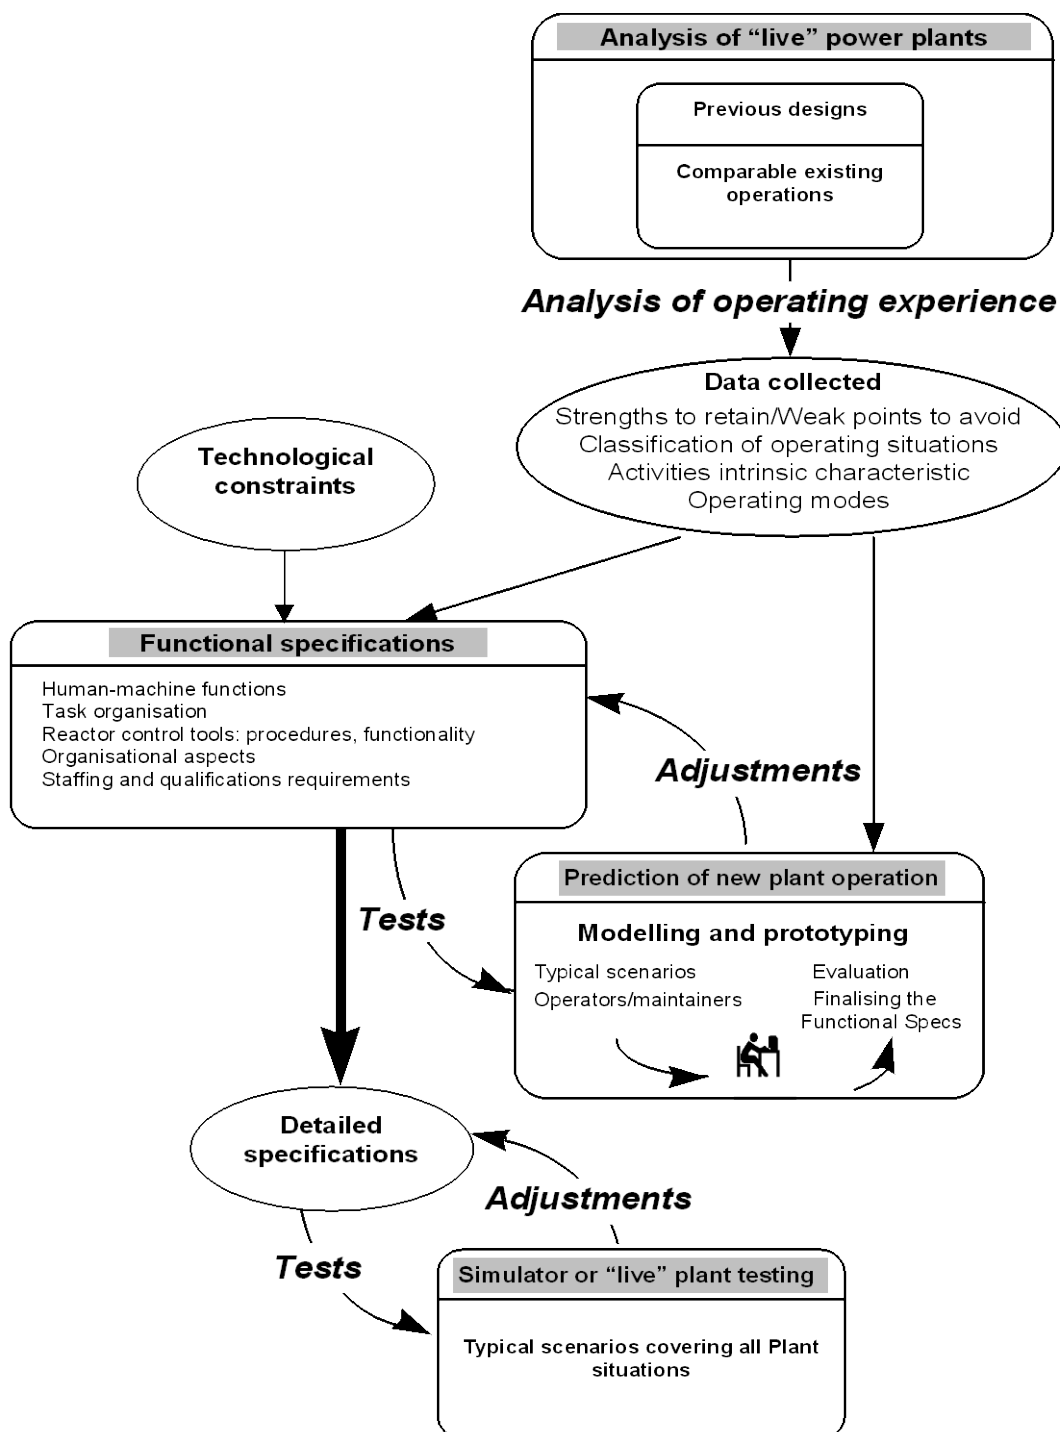 Analysis of “live” power plants
Previous designs
Comparable existing
operations
Analysis of operating experience
Data collected
Strengths to retain/Weak points to avoid
Classification of operating situations
Activities intrinsic characteristic
Operating modes
Technological
constraints
Functional specifications
Human-machine functions
Task organisation
Reactor control tools: procedures, functionality
Organisational aspects
Staffing and qualifications requirements
Adjustments
Tests
Prediction of new plant operation
Modelling and prototyping
Typical scenarios
Operators/maintainers
Evaluation
Finalising the
Functional Specs
Detailed
specifications
Adjustments
Tests
Simulator or “live” plant testing
Typical scenarios covering all Plant
situations